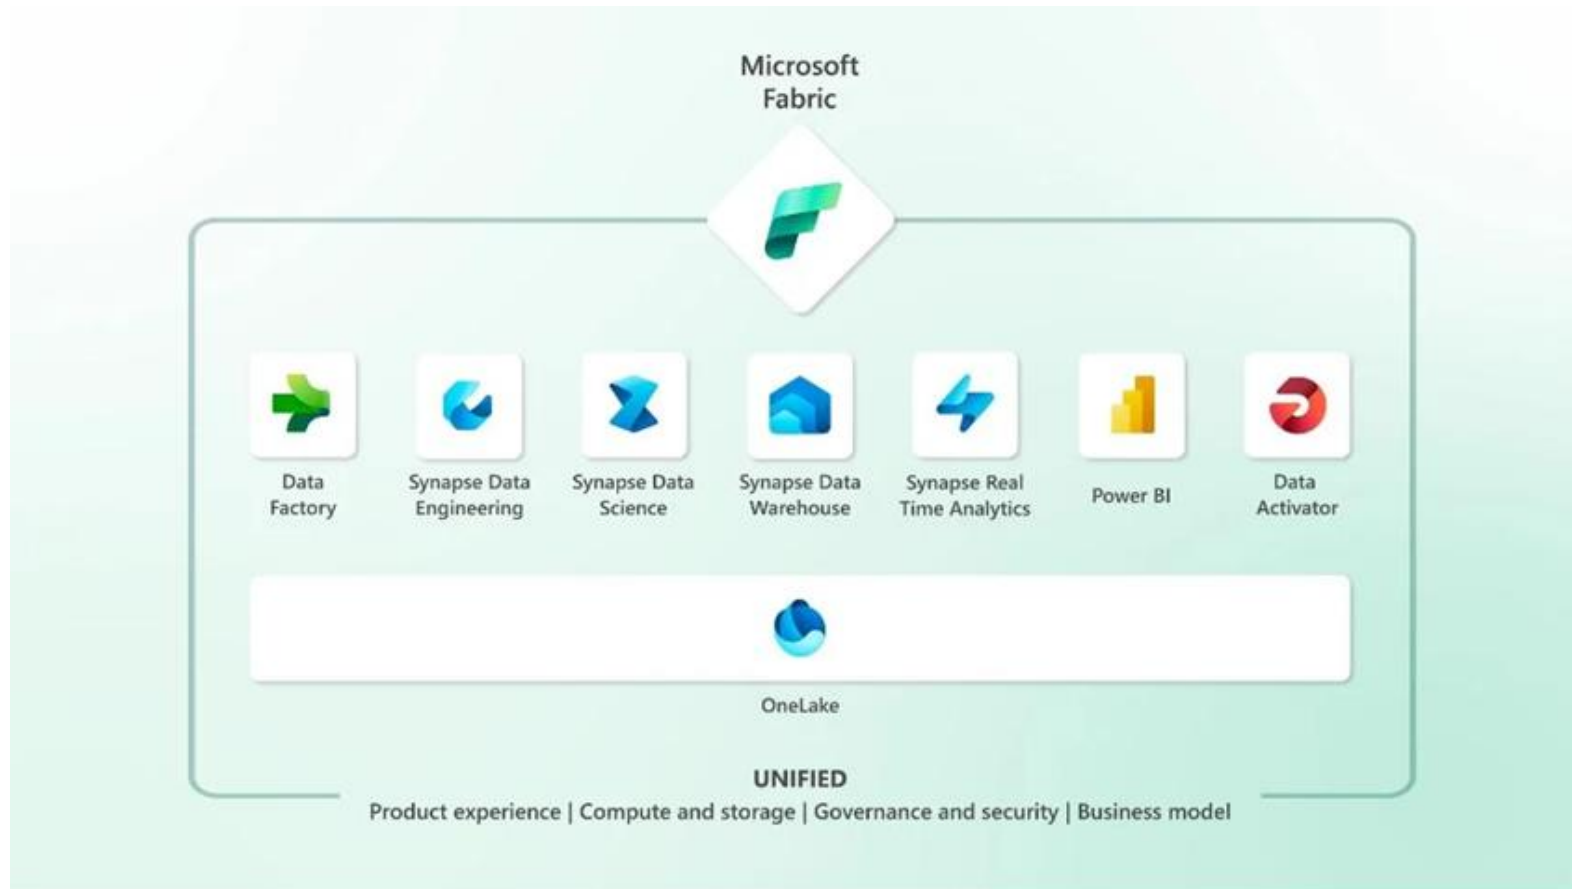 Microsoft
Fabric
Data
Factory
Synapse Data
Engineering
Synapse Data
Science
Synapse Data
Warehouse
Synapse Real
Time Analytics
Power BI
Data
Activator
OneLake
UNIFIED
Product experience | Compute and storage | Governance and security | Business model